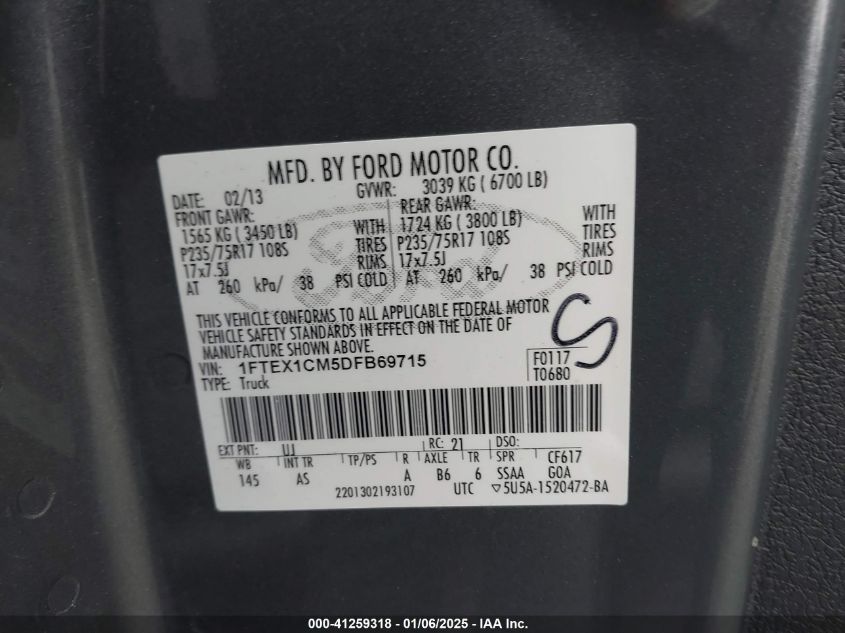 MFD. BY FORD MOTOR CO.
DATE: 02/13 GVWR: 3039 KG ( 6700 LB)
FRONT GAWR: REAR GAWR:
1565 KG ( 3450 LB) WITH 1724 KG ( 3800 LB) WITH
P235/75R17 108S TIRES P235/75R17 108S TIRES
17x7.5J RIMS 17x7.5J RIMS
AT 260 kPa/ 38 PSI COLD AT 260 kPa/ 38 PSI COLD
THIS VEHICLE CONFORMS TO ALL APPLICABLE FEDERAL MOTOR
VEHICLE SAFETY STANDARDS IN EFFECT ON THE DATE OF
MANUFACTURE SHOWN ABOVE.
VIN: 1FTEX1CM5DFB69715 F0117
TYPE: Truck T0680
EXT PNT: UJ RC: 21 DSO:
WB INT TR TP/PS R AXLE TR SPR CF617
145 AS A B6 6 SSAA GOA
2201302193107 UTC ▽5U5A-1520472-BA
000-41259318 - 01/06/2025 - IAA Inc.